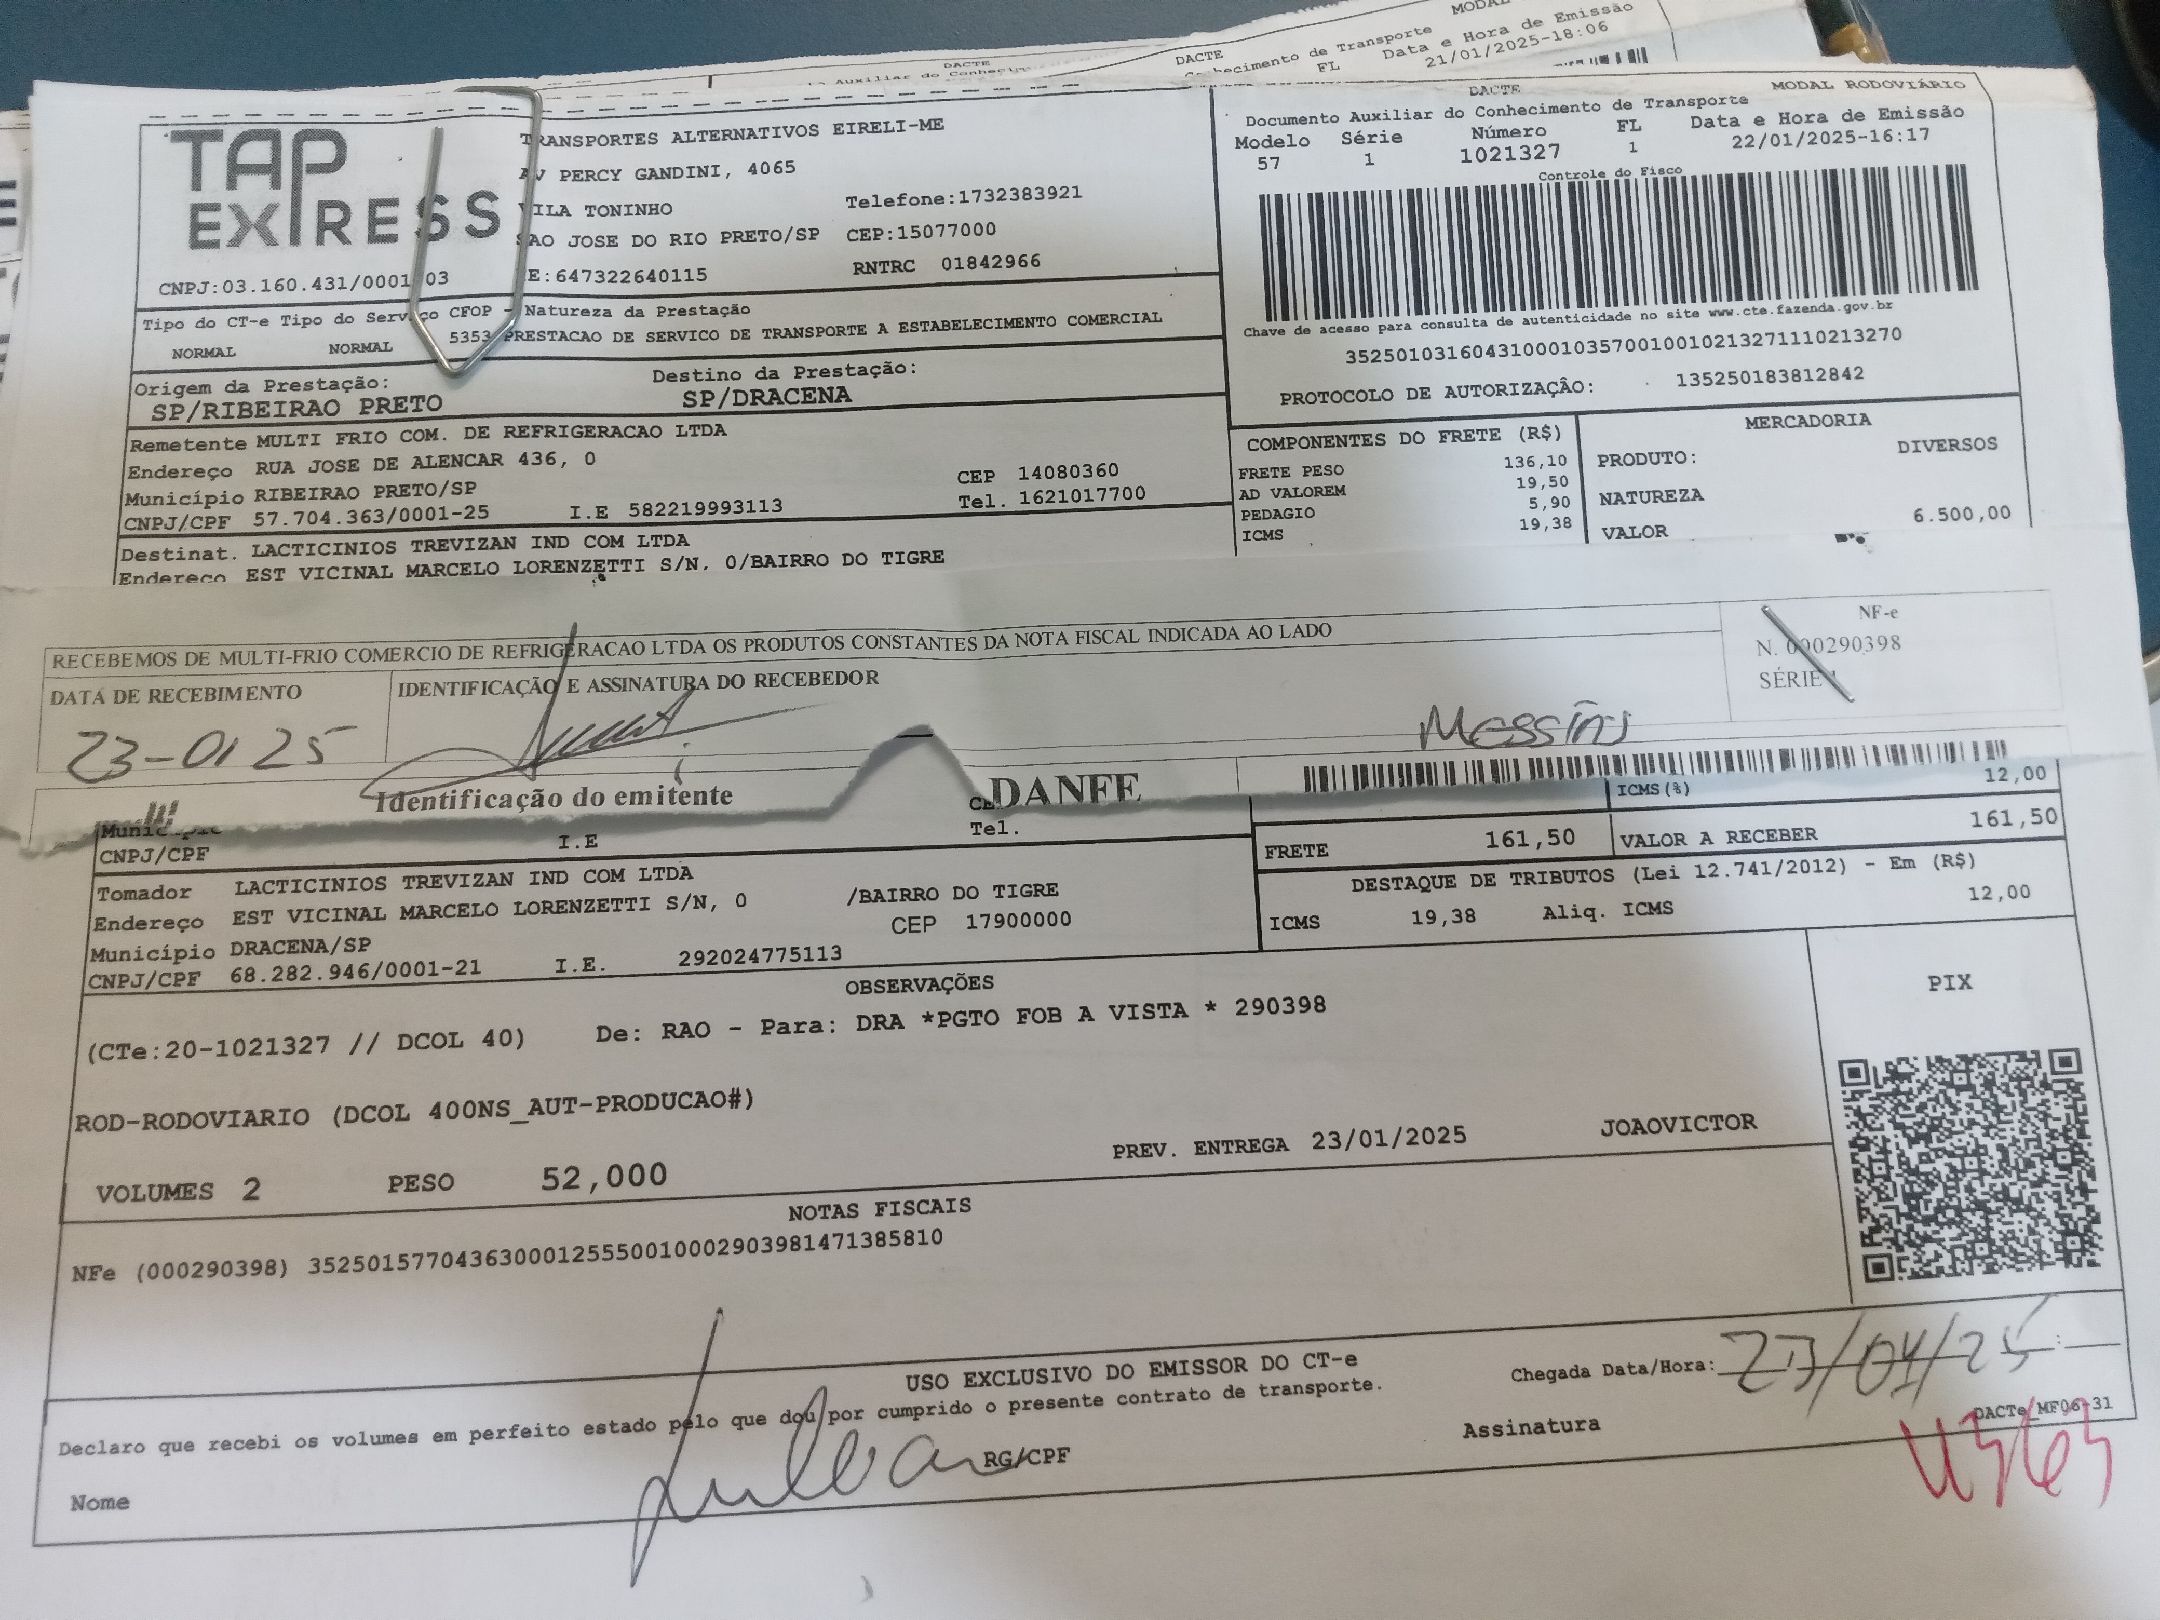 MODAL
DACTE
DACTE
Conhecimento de Transporte
Data e Hora de Emissão
FL
21/01/2025-18:06
TAP
EXPRESS
CNPJ:03.160.431/0001 03
TRANSPORTES ALTERNATIVOS EIRELI-ME
AV PERCY GANDINI, 4065
VILA TONINHO
Telefone:1732383921
SAO JOSE DO RIO PRETO/SP CEP:15077000
E:647322640115
RNTRC 01842966
DACTE
MODAL RODOVIÁRIO
Documento Auxiliar do Conhecimento de Transporte
Modelo Série Número FL Data e Hora de Emissão
57 1 1021327 1 22/01/2025-16:17
Controle do Fisco
Chave de acesso para consulta de autenticidade no site www.cte.fazenda.gov.br
35250103160431000103570010010213271110213270
PROTOCOLO DE AUTORIZAÇÃO: 135250183812842
Tipo do CT-e Tipo do Serviço CFOP - Natureza da Prestação
NORMAL NORMAL 5353 PRESTACAO DE SERVICO DE TRANSPORTE A ESTABELECIMENTO COMERCIAL
Origem da Prestação: Destino da Prestação:
SP/RIBEIRAO PRETO SP/DRACENA
Remetente MULTI FRIO COM. DE REFRIGERACAO LTDA
Endereço RUA JOSE DE ALENCAR 436, 0
Município RIBEIRAO PRETO/SP CEP 14080360
CNPJ/CPF 57.704.363/0001-25 I.E 582219993113 Tel. 1621017700
Destinat. LACTICINIOS TREVIZAN IND COM LTDA
Endereço EST VICINAL MARCELO LORENZETTI S/N, 0/BAIRRO DO TIGRE
COMPONENTES DO FRETE (R$)
FRETE PESO 136,10
AD VALOREM 19,50
PEDAGIO 5,90
ICMS 19,38
MERCADORIA
PRODUTO: DIVERSOS
NATUREZA
VALOR 6.500,00
RECEBEMOS DE MULTI-FRIO COMERCIO DE REFRIGERACAO LTDA OS PRODUTOS CONSTANTES DA NOTA FISCAL INDICADA AO LADO
NF-e
N. 000290398
SÉRIE
DATA DE RECEBIMENTO
IDENTIFICAÇÃO E ASSINATURA DO RECEBEDOR
23-01 25
Messias
Identificação do emitente
DANFE
Município
CNPJ/CPF I.E Tel.
ICMS(%) 12,00
FRETE 161,50 VALOR A RECEBER 161,50
DESTAQUE DE TRIBUTOS (Lei 12.741/2012) - Em (R$)
ICMS 19,38 Aliq. ICMS 12,00
Tomador LACTICINIOS TREVIZAN IND COM LTDA
Endereço EST VICINAL MARCELO LORENZETTI S/N, 0 /BAIRRO DO TIGRE
Município DRACENA/SP CEP 17900000
CNPJ/CPF 68.282.946/0001-21 I.E. 292024775113
OBSERVAÇÕES
(CTe:20-1021327 // DCOL 40) De: RAO - Para: DRA *PGTO FOB A VISTA * 290398
PIX
ROD-RODOVIARIO (DCOL 400NS_AUT-PRODUCAO#)
PREV. ENTREGA 23/01/2025 JOAOVICTOR
VOLUMES 2 PESO 52,000
NOTAS FISCAIS
NFe (000290398) 35250157704363000125550010002903981471385810
USO EXCLUSIVO DO EMISSOR DO CT-e
Declaro que recebi os volumes em perfeito estado pelo que dou por cumprido o presente contrato de transporte.
Chegada Data/Hora: 23/01/25
DACTe_MF06-31
Nome RG/CPF Assinatura